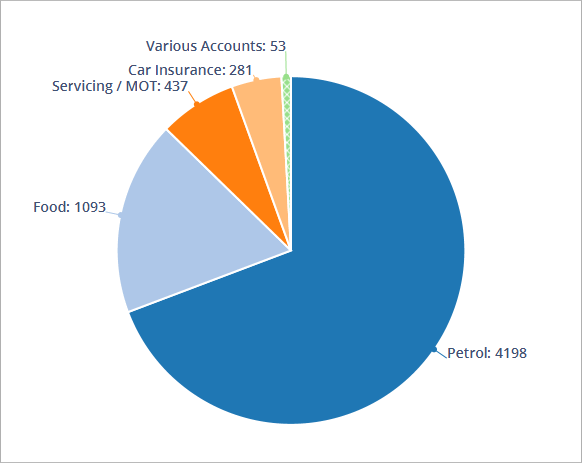 Various Accounts: 53
Car Insurance: 281
Servicing / MOT: 437
Food: 1093
Petrol: 4198